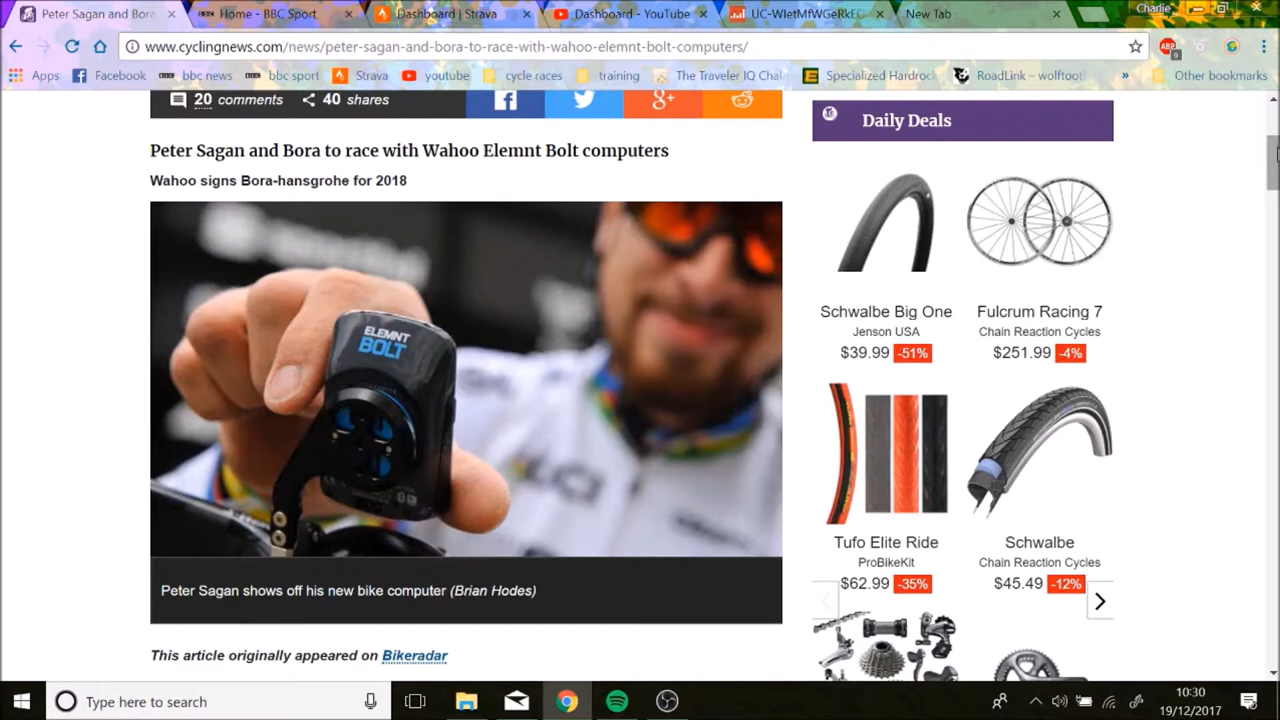 Peter Sagan and Bora
Home - BBC Sport
Dashboard | Strava
Dashboard - YouTube
New Tab
Charlie
www.cyclingnews.com/news/peter-sagan-and-bora-to-race-with-wahoo-elemnt-bolt-computers/
ABP
9
Apps
Facebook
bbc news
bbc sport
Strava
youtube
cycle races
training
The Traveler IQ Chal
Specialized Hardroc
RoadLink – wolftoot
»
Other bookmarks
20 comments
40 shares
Daily Deals
Peter Sagan and Bora to race with Wahoo Elemnt Bolt computers
Wahoo signs Bora-hansgrohe for 2018
ELEMNT
BOLT
Schwalbe Big One
Jenson USA
$39.99 -51%
Fulcrum Racing 7
Chain Reaction Cycles
$251.99 -4%
Tufo Elite Ride
ProBikeKit
$62.99 -35%
Schwalbe
Chain Reaction Cycles
$45.49 -12%
Peter Sagan shows off his new bike computer (Brian Hodes)
This article originally appeared on Bikeradar
Type here to search
10:30
19/12/2017